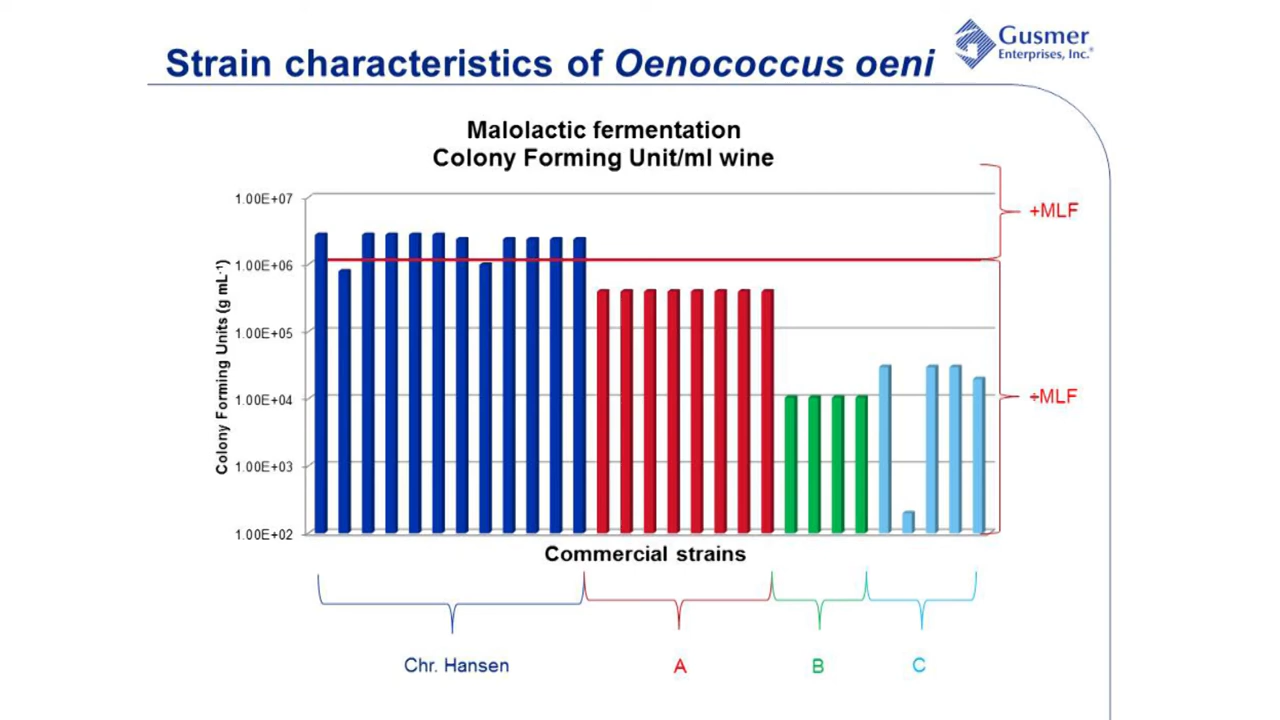 Gusmer
Enterprises, Inc.®
Strain characteristics of Oenococcus oeni
Malolactic fermentation
Colony Forming Unit/ml wine
Colony Forming Units (g mL-1)
1.00E+07
1.00E+06
1.00E+05
1.00E+04
1.00E+03
1.00E+02
+MLF
÷MLF
Commercial strains
Chr. Hansen
A
B
C